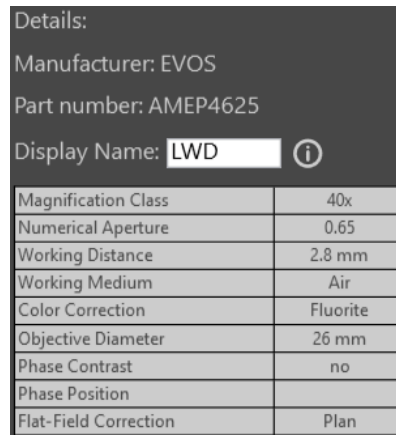 Details:
Manufacturer: EVOS
Part number: AMEP4625
Display Name: LWD
Magnification Class 40x
Numerical Aperture 0.65
Working Distance 2.8 mm
Working Medium Air
Color Correction Fluorite
Objective Diameter 26 mm
Phase Contrast no
Phase Position
Flat-Field Correction Plan